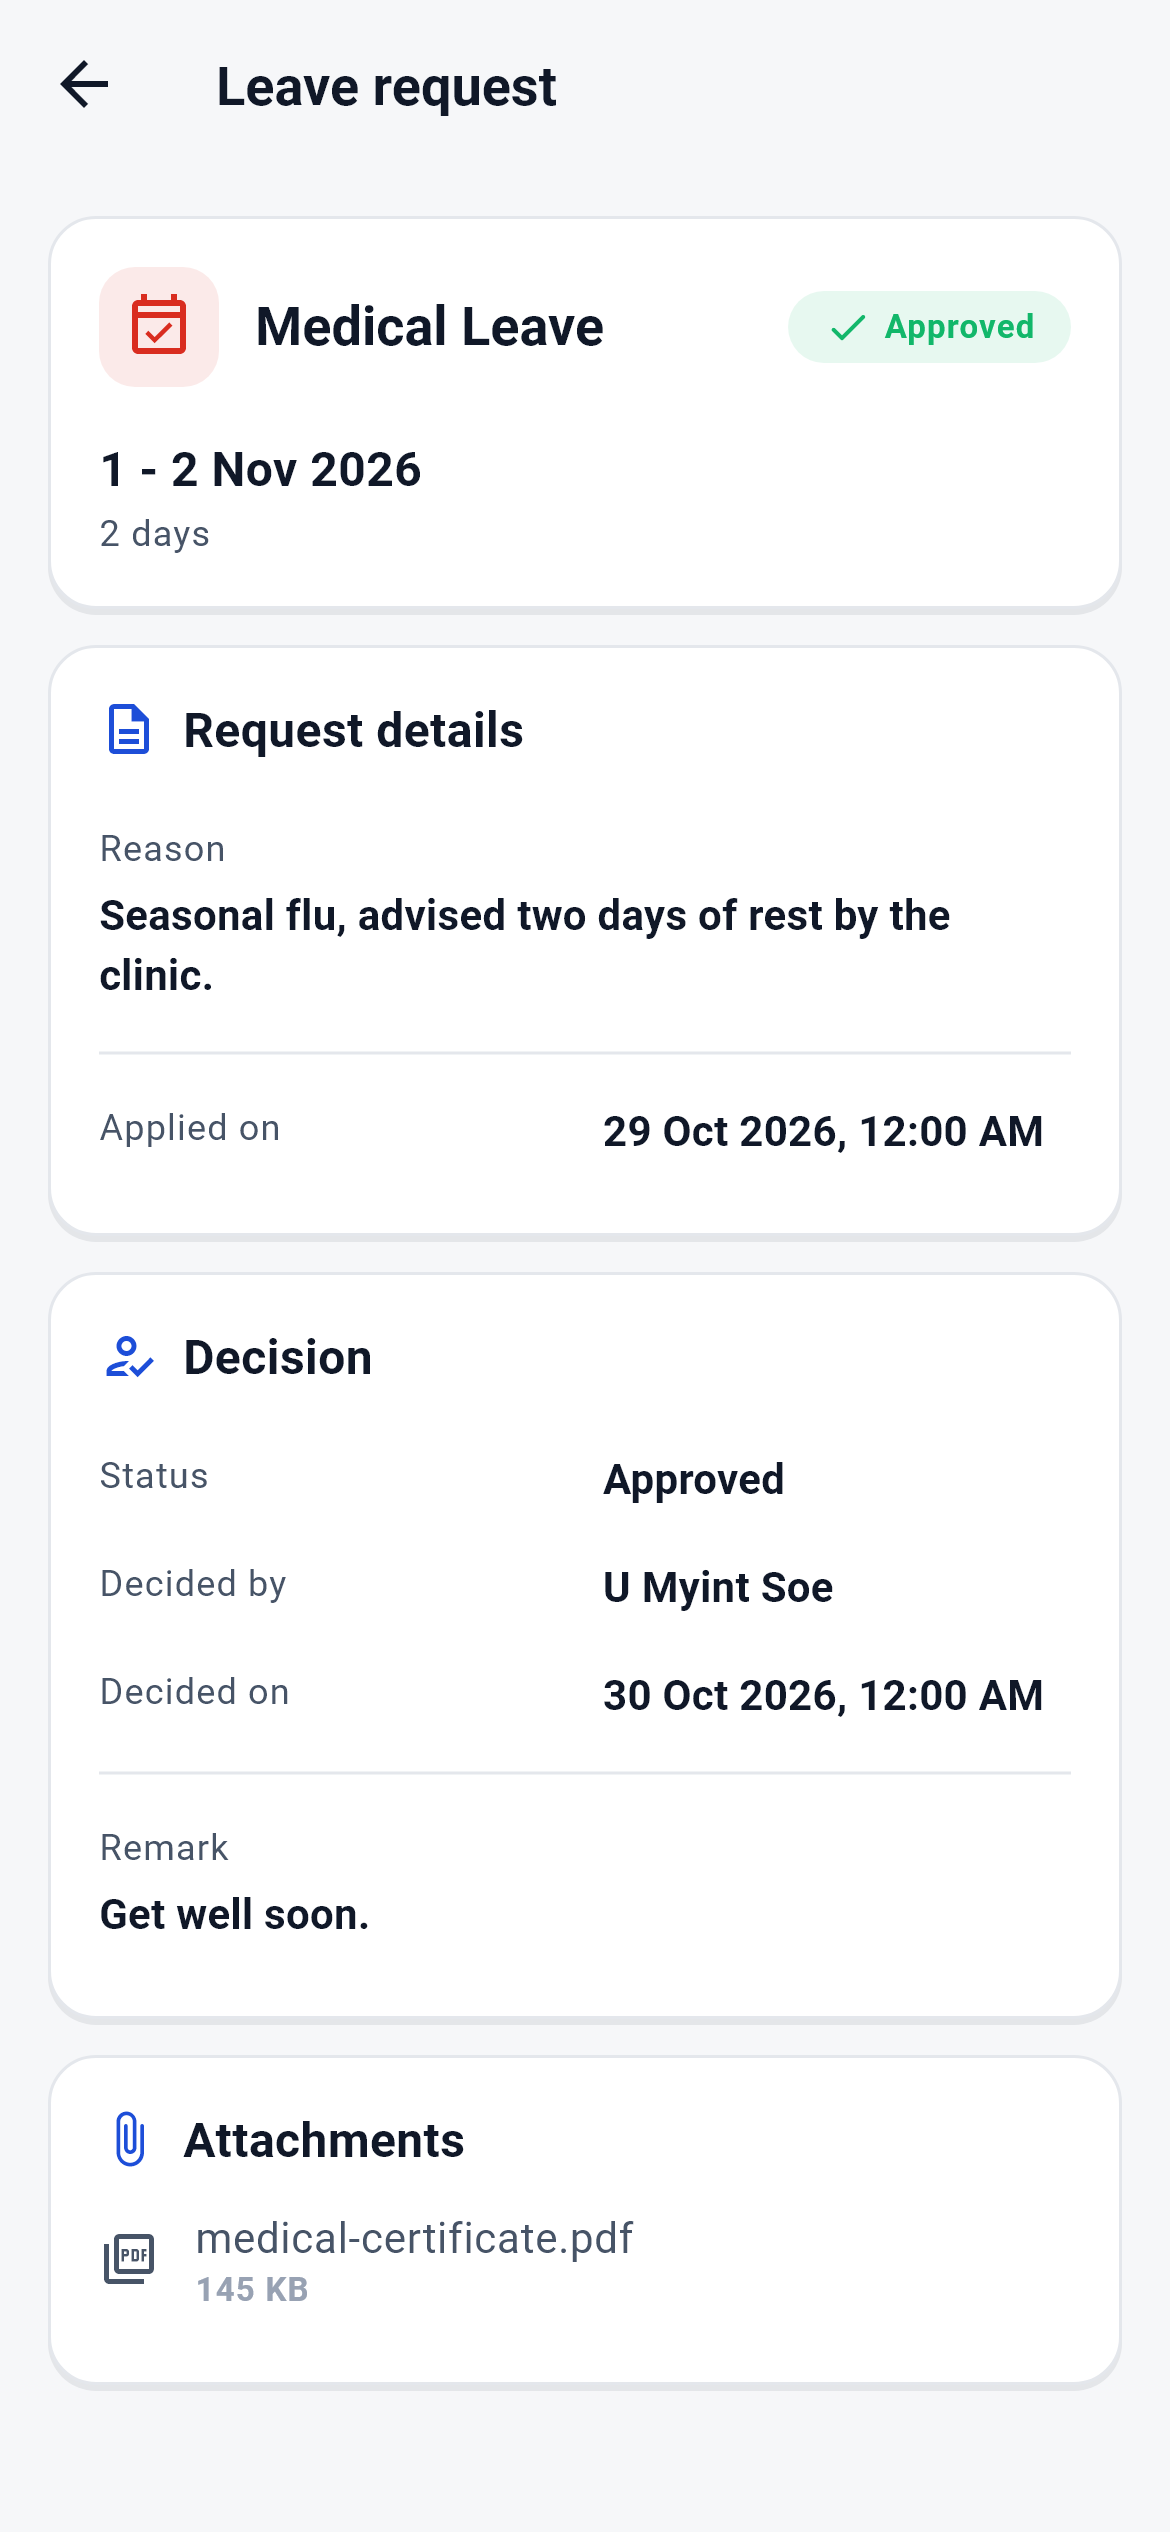 Leave request
Medical Leave
Approved
1 - 2 Nov 2026
2 days
Request details
Reason
Seasonal flu, advised two days of rest by the
clinic.
Applied on
29 Oct 2026, 12:00 AM
Decision
Status
Approved
Decided by
U Myint Soe
Decided on
30 Oct 2026, 12:00 AM
Remark
Get well soon.
Attachments
PDF
medical-certificate.pdf
145 KB